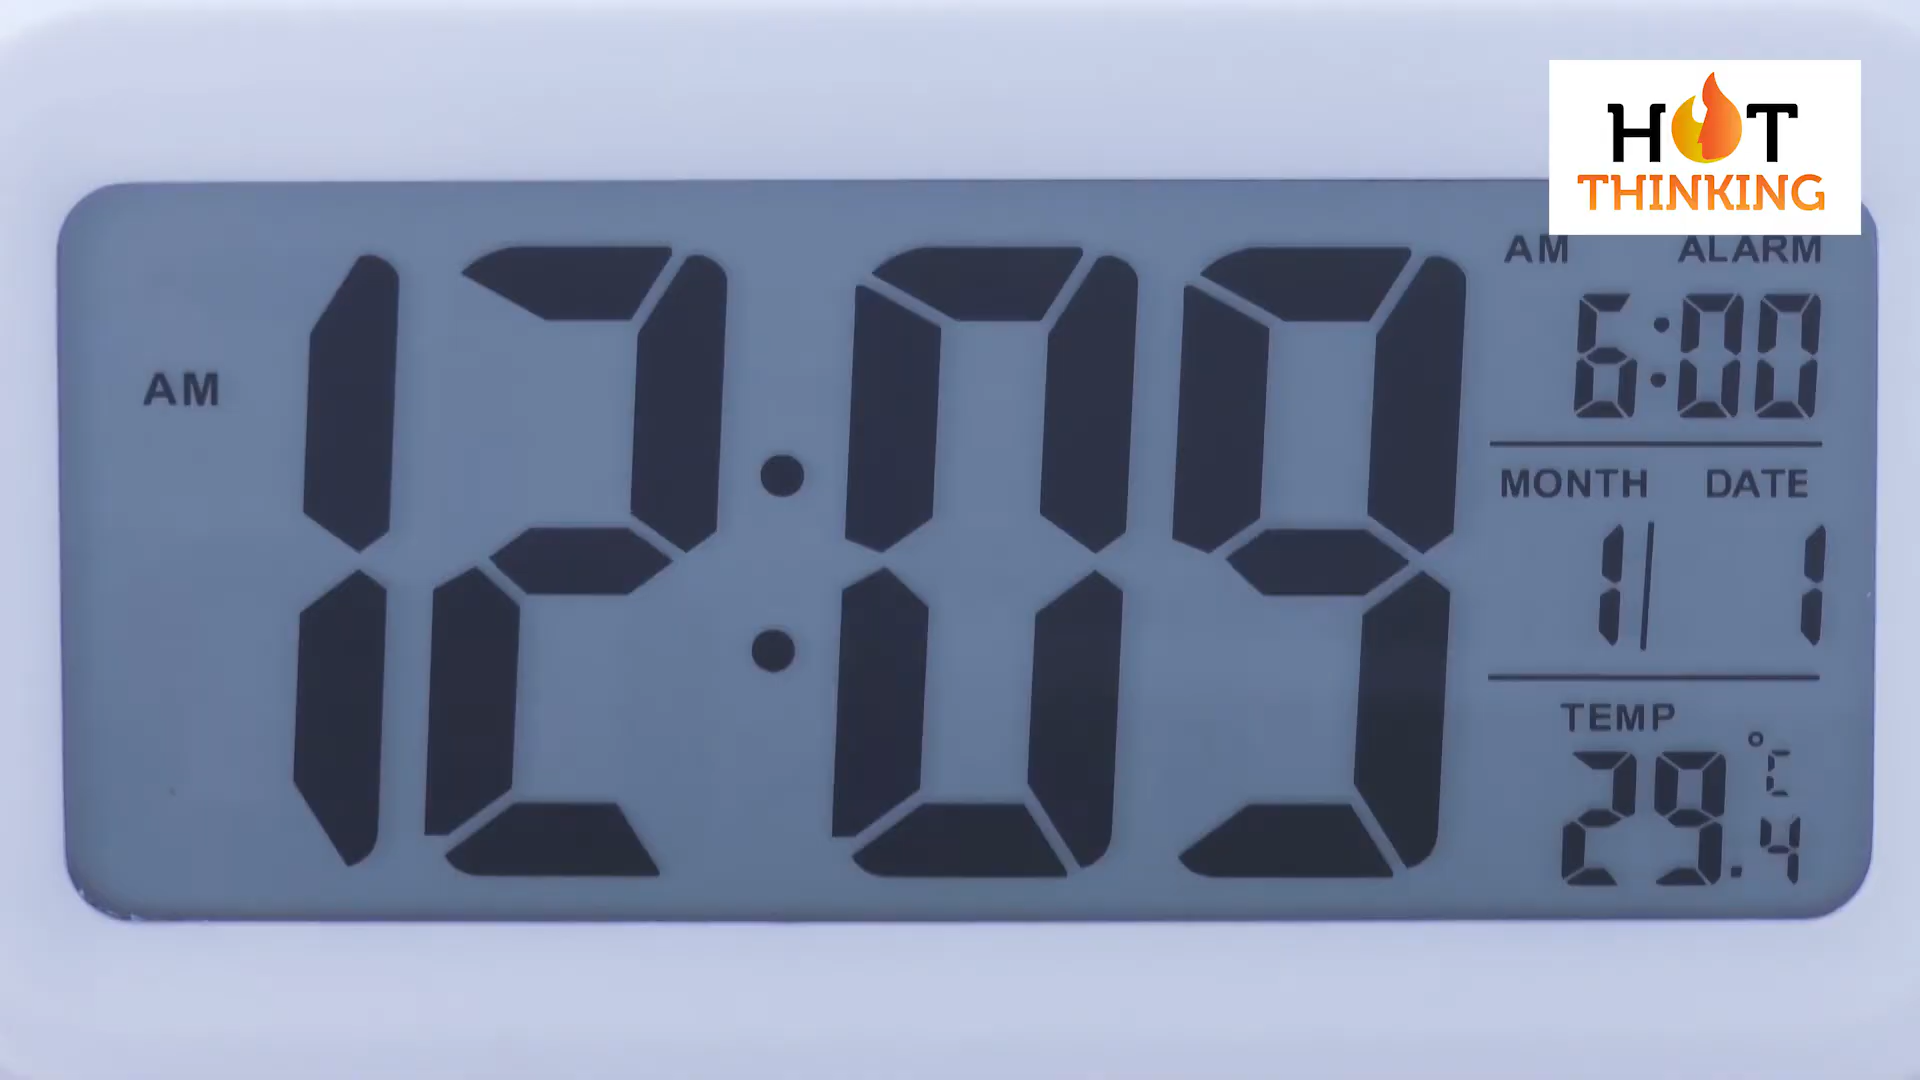 HOT
THINKING
AM ALARM
AM 12:09 6:00
MONTH DATE
1/ 1
TEMP
29.4 °C